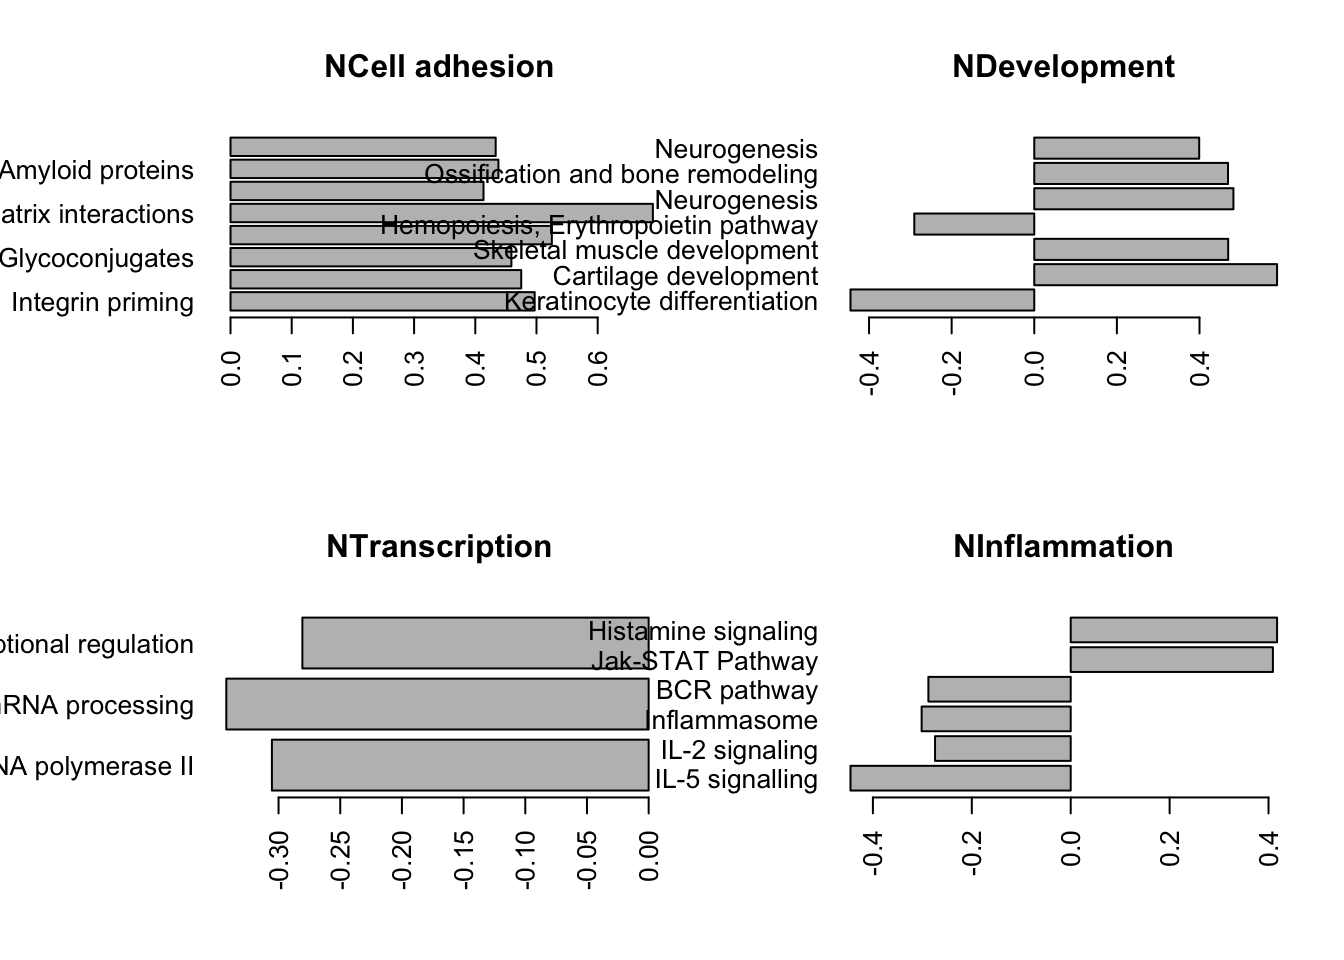 NCell adhesion
Amyloid proteins
atrix interactions
Glycoconjugates
Integrin priming
0.0 0.1 0.2 0.3 0.4 0.5 0.6
NDevelopment
Neurogenesis
Ossification and bone remodeling
Neurogenesis
Hemopoiesis, Erythropoietin pathway
Skeletal muscle development
Cartilage development
Keratinocyte differentiation
-0.4 -0.2 0.0 0.2 0.4
NTranscription
otional regulation
nRNA processing
NA polymerase II
-0.30 -0.25 -0.20 -0.15 -0.10 -0.05 0.00
NInflammation
Histamine signaling
Jak-STAT Pathway
BCR pathway
Inflammasome
IL-2 signaling
IL-5 signalling
-0.4 -0.2 0.0 0.2 0.4